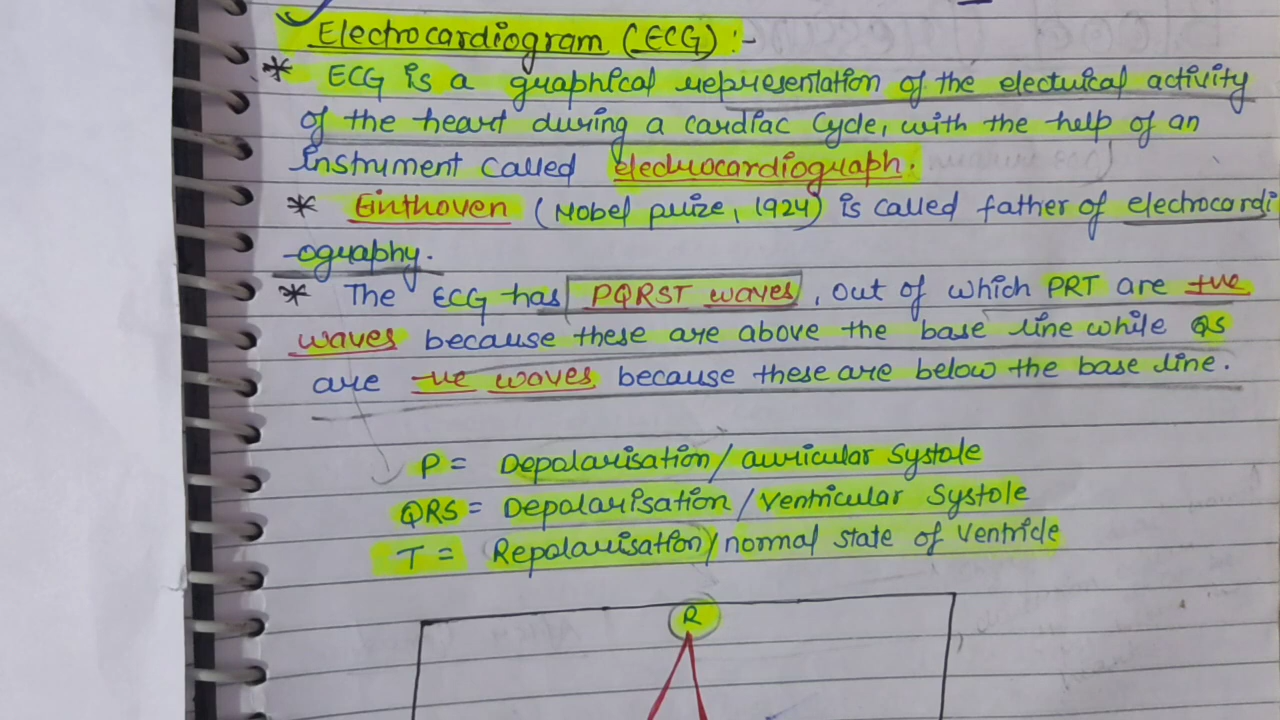 Electrocardiogram (ECG) :-
* ECG is a graphical representation of the electrical activity
of the heart during a cardiac cycle, with the help of an
Instrument called electrocardiograph.
* Einthoven (Nobel prize, 1924) is called father of electrocardi
-ography.
* The ECG has PQRST waves, out of which PRT are +ve
waves because these are above the base line while QS
are -ve waves because these are below the base line.
P = Depolarisation / auricular Systole
QRS = Depolarisation / Ventricular Systole
T = Repolarisation / normal state of Ventricle
R